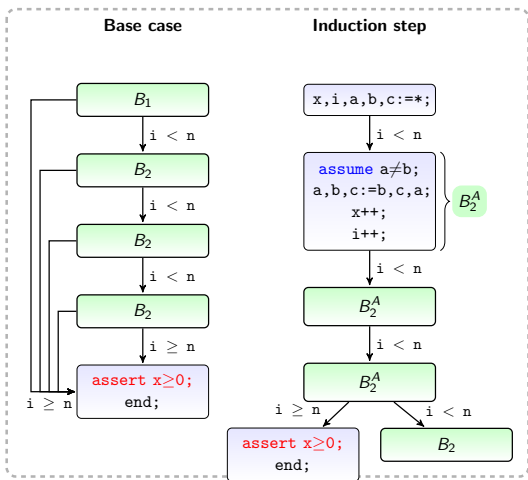 Base case
B₁
i < n
B₂
i < n
B₂
i < n
B₂
i ≥ n
i ≥ n
assert x≥0;
end;
Induction step
x,i,a,b,c:=*;
i < n
assume a≠b;
a,b,c:=b,c,a;
x++;
i++;
B₂ᴬ
i < n
B₂ᴬ
i < n
B₂ᴬ
i ≥ n
i < n
assert x≥0;
end;
B₂